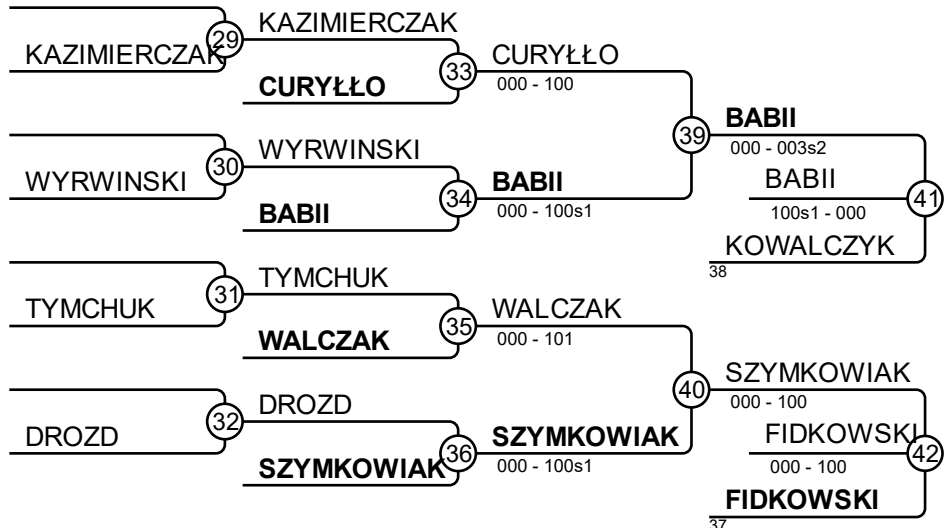 KAZIMIERCZAK
29
KAZIMIERCZAK
CURYŁŁO
33
CURYŁŁO
000 - 100
WYRWINSKI
30
WYRWINSKI
BABII
34
BABII
000 - 100s1
39
BABII
000 - 003s2
BABII
100s1 - 000
41
KOWALCZYK
38
TYMCHUK
31
TYMCHUK
WALCZAK
35
WALCZAK
000 - 101
DROZD
32
DROZD
SZYMKOWIAK
36
SZYMKOWIAK
000 - 100s1
40
SZYMKOWIAK
000 - 100
FIDKOWSKI
000 - 100
42
FIDKOWSKI
37